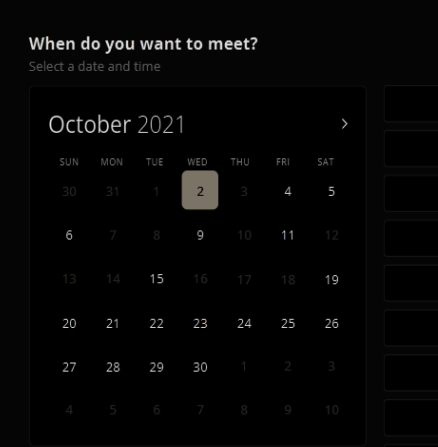 When do you want to meet?
Select a date and time
October 2021 >
SUN MON TUE WED THU FRI SAT
30 31 1 2 3 4 5
6 7 8 9 10 11 12
13 14 15 16 17 18 19
20 21 22 23 24 25 26
27 28 29 30 1 2 3
4 5 6 7 8 9 10